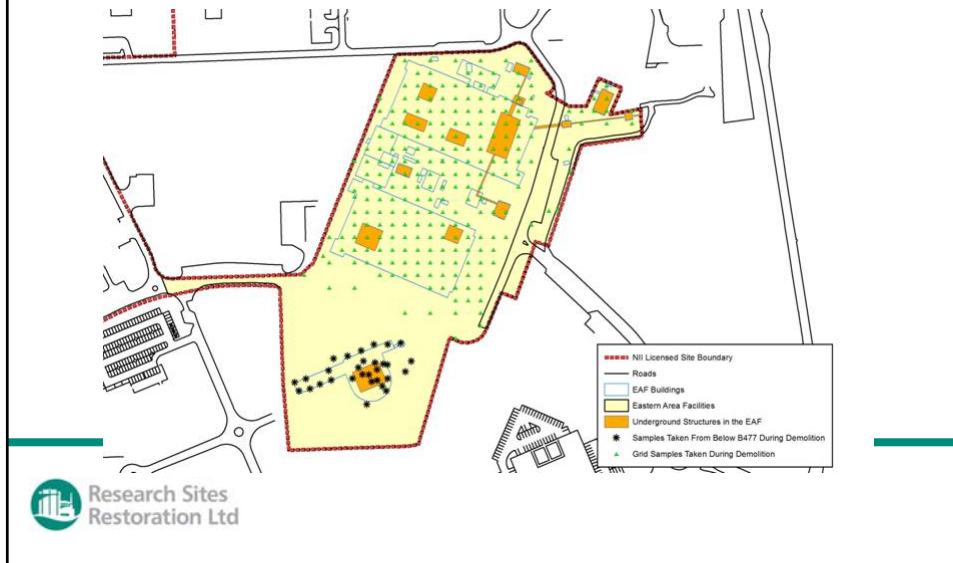 NII Licensed Site Boundary
Roads
EAF Buildings
Eastern Area Facilities
Underground Structures in the EAF
Samples Taken From Below B477 During Demolition
Grid Samples Taken During Demolition
Research Sites
Restoration Ltd